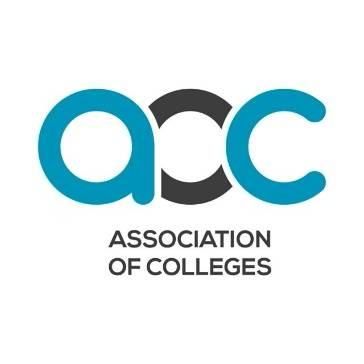 aoc
ASSOCIATION
OF COLLEGES